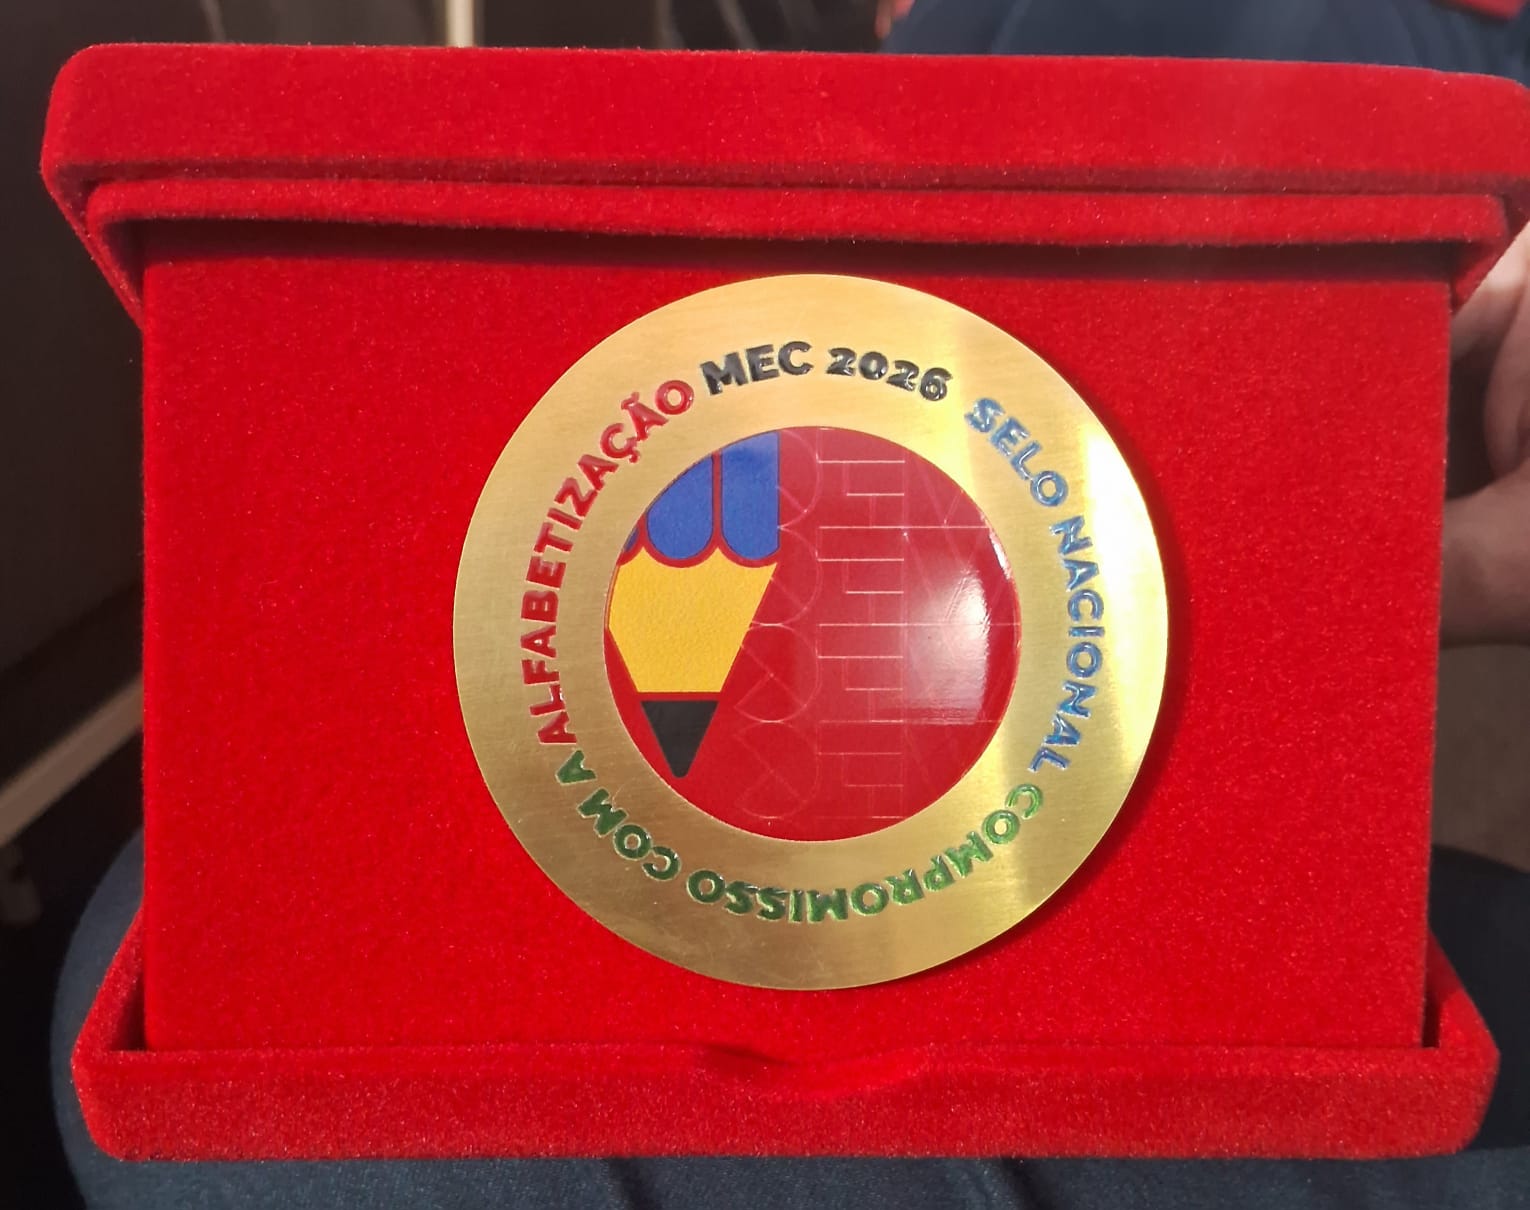 SELO NACIONAL COMPROMISSO COM A ALFABETIZAÇÃO MEC 2026